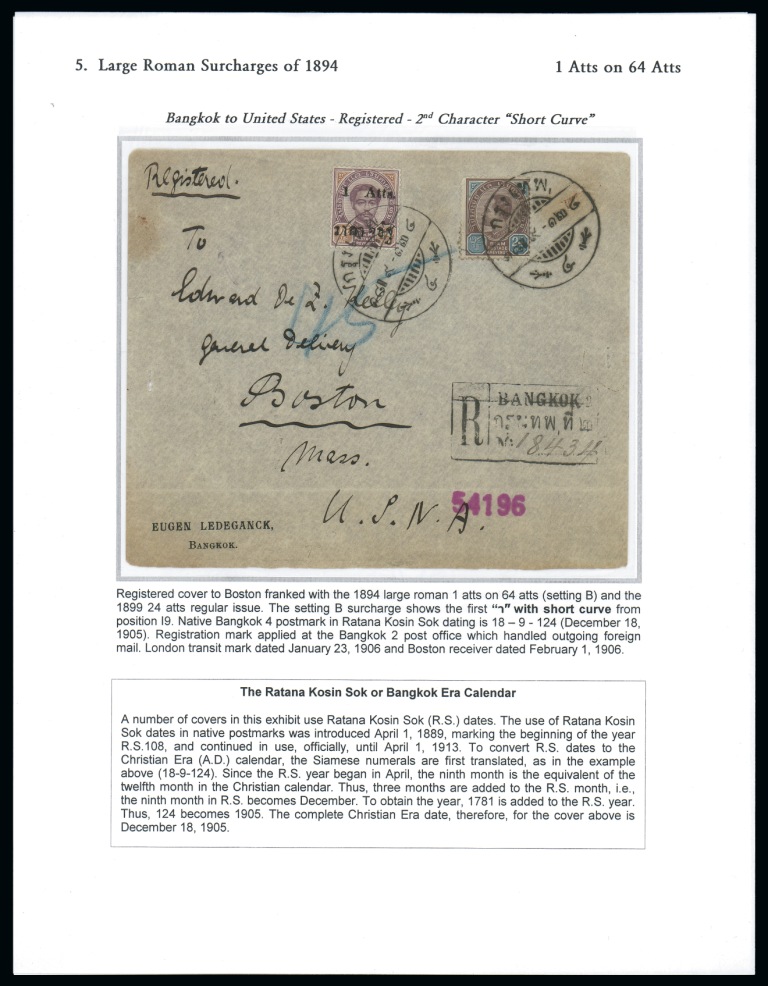 5. Large Roman Surcharges of 1894
1 Atts on 64 Atts
Bangkok to United States - Registered - 2nd Character “Short Curve”
Registered.
1 Atts.
To
Edward De
General Delivery
Boston
Mass.
U. S. N. A.
R
BANGKOK
กรุงเทพฯ ที่ ๒
No 18434
54196
EUGEN LEDEGANCK,
BANGKOK.
Registered cover to Boston franked with the 1894 large roman 1 atts on 64 atts (setting B) and the
1899 24 atts regular issue. The setting B surcharge shows the first “า” with short curve from
position I9. Native Bangkok 4 postmark in Ratana Kosin Sok dating is 18 – 9 - 124 (December 18,
1905). Registration mark applied at the Bangkok 2 post office which handled outgoing foreign
mail. London transit mark dated January 23, 1906 and Boston receiver dated February 1, 1906.
The Ratana Kosin Sok or Bangkok Era Calendar
A number of covers in this exhibit use Ratana Kosin Sok (R.S.) dates. The use of Ratana Kosin
Sok dates in native postmarks was introduced April 1, 1889, marking the beginning of the year
R.S.108, and continued in use, officially, until April 1, 1913. To convert R.S. dates to the
Christian Era (A.D.) calendar, the Siamese numerals are first translated, as in the example
above (18-9-124). Since the R.S. year began in April, the ninth month is the equivalent of the
twelfth month in the Christian calendar. Thus, three months are added to the R.S. month, i.e.,
the ninth month in R.S. becomes December. To obtain the year, 1781 is added to the R.S. year.
Thus, 124 becomes 1905. The complete Christian Era date, therefore, for the cover above is
December 18, 1905.